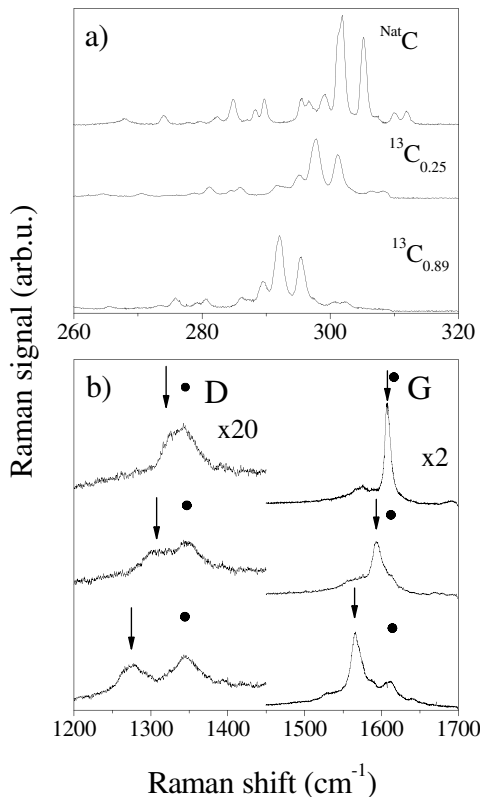 a)
NatC
13C0.25
13C0.89
260 280 300 320
Raman signal (arb.u.)
b)
D
G
x20
x2
1200 1300 1400 1500 1600 1700
Raman shift (cm-1)